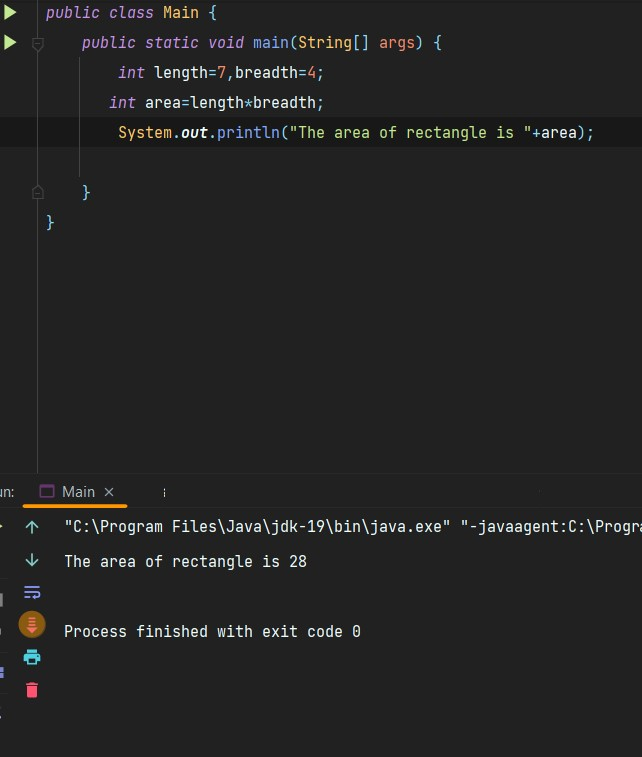 public class Main {
public static void main(String[] args) {
int length=7,breadth=4;
int area=length*breadth;
System.out.println("The area of rectangle is "+area);
}
}
un: Main ×
"C:\Program Files\Java\jdk-19\bin\java.exe" "-javaagent:C:\Progra
The area of rectangle is 28
Process finished with exit code 0